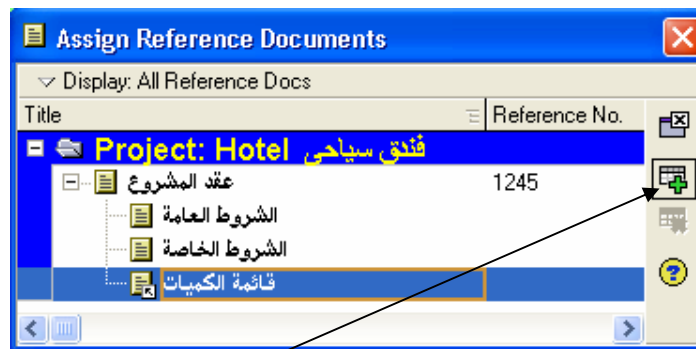 Assign Reference Documents
Display: All Reference Docs
Title Reference No.
Project: Hotel فندق سياحى
عقد المشروع 1245
الشروط العامة
الشروط الخاصة
قائمة الكميات